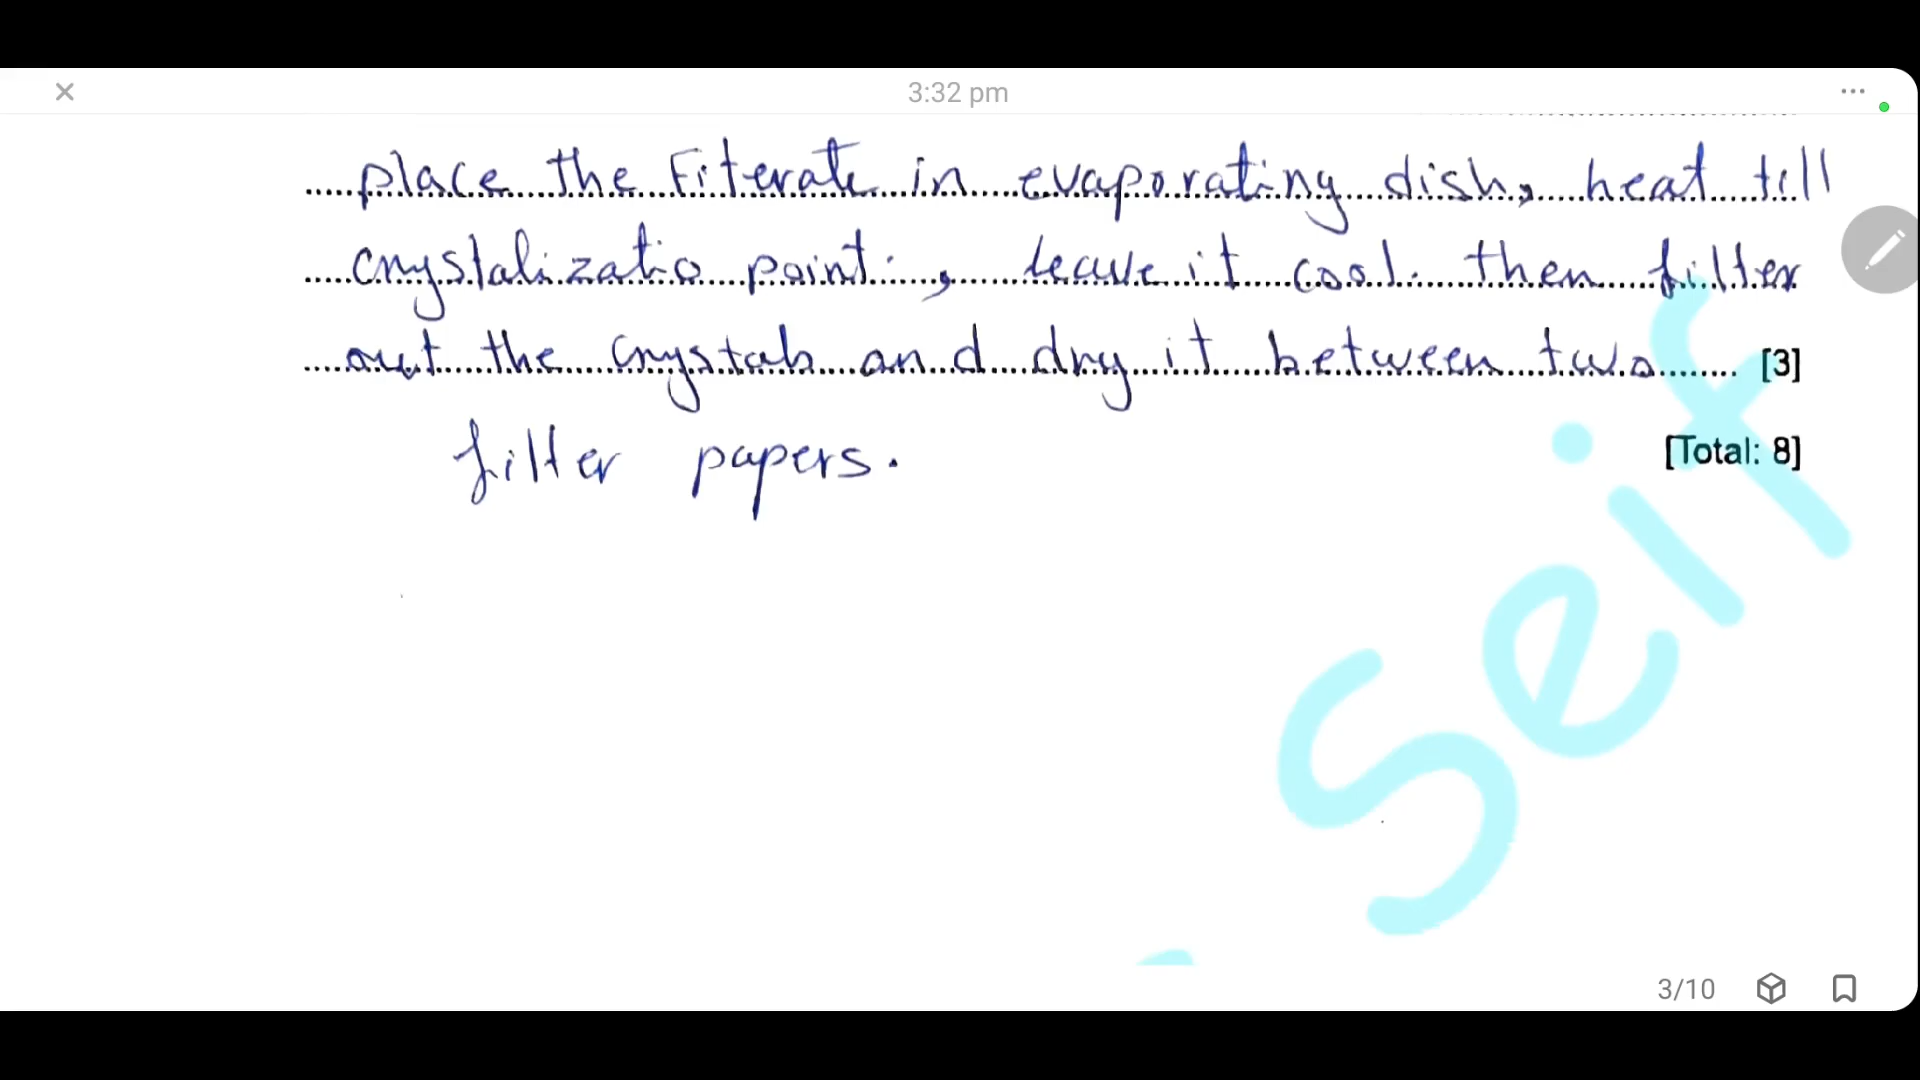 3:32 pm
place the Fiterate in evaporating dish, heat till
crystalizatio point., leave it cool. then filter
out the crystals and dry it between two [3]
filter papers.
[Total: 8]
Seif
3/10